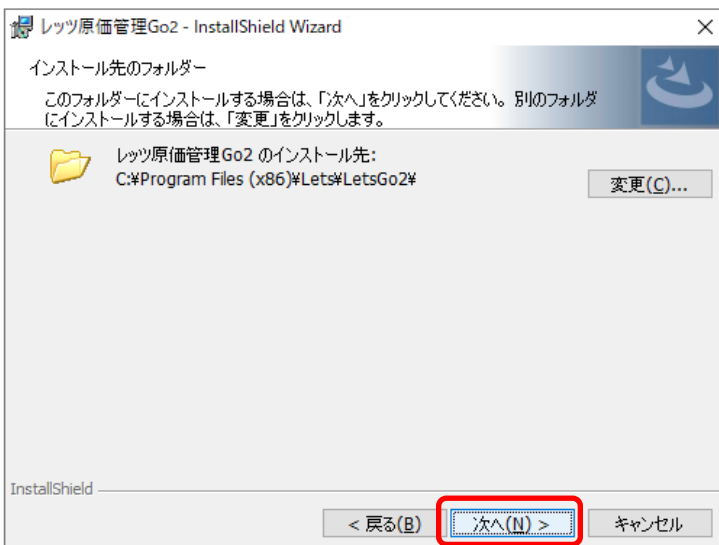 レッツ原価管理Go2 - InstallShield Wizard
インストール先のフォルダー
このフォルダーにインストールする場合は、「次へ」をクリックしてください。別のフォルダ
にインストールする場合は、「変更」をクリックします。
レッツ原価管理Go2 のインストール先:
C:¥Program Files (x86)¥Lets¥LetsGo2¥
変更(C)...
InstallShield
< 戻る(B)
次へ(N) >
キャンセル